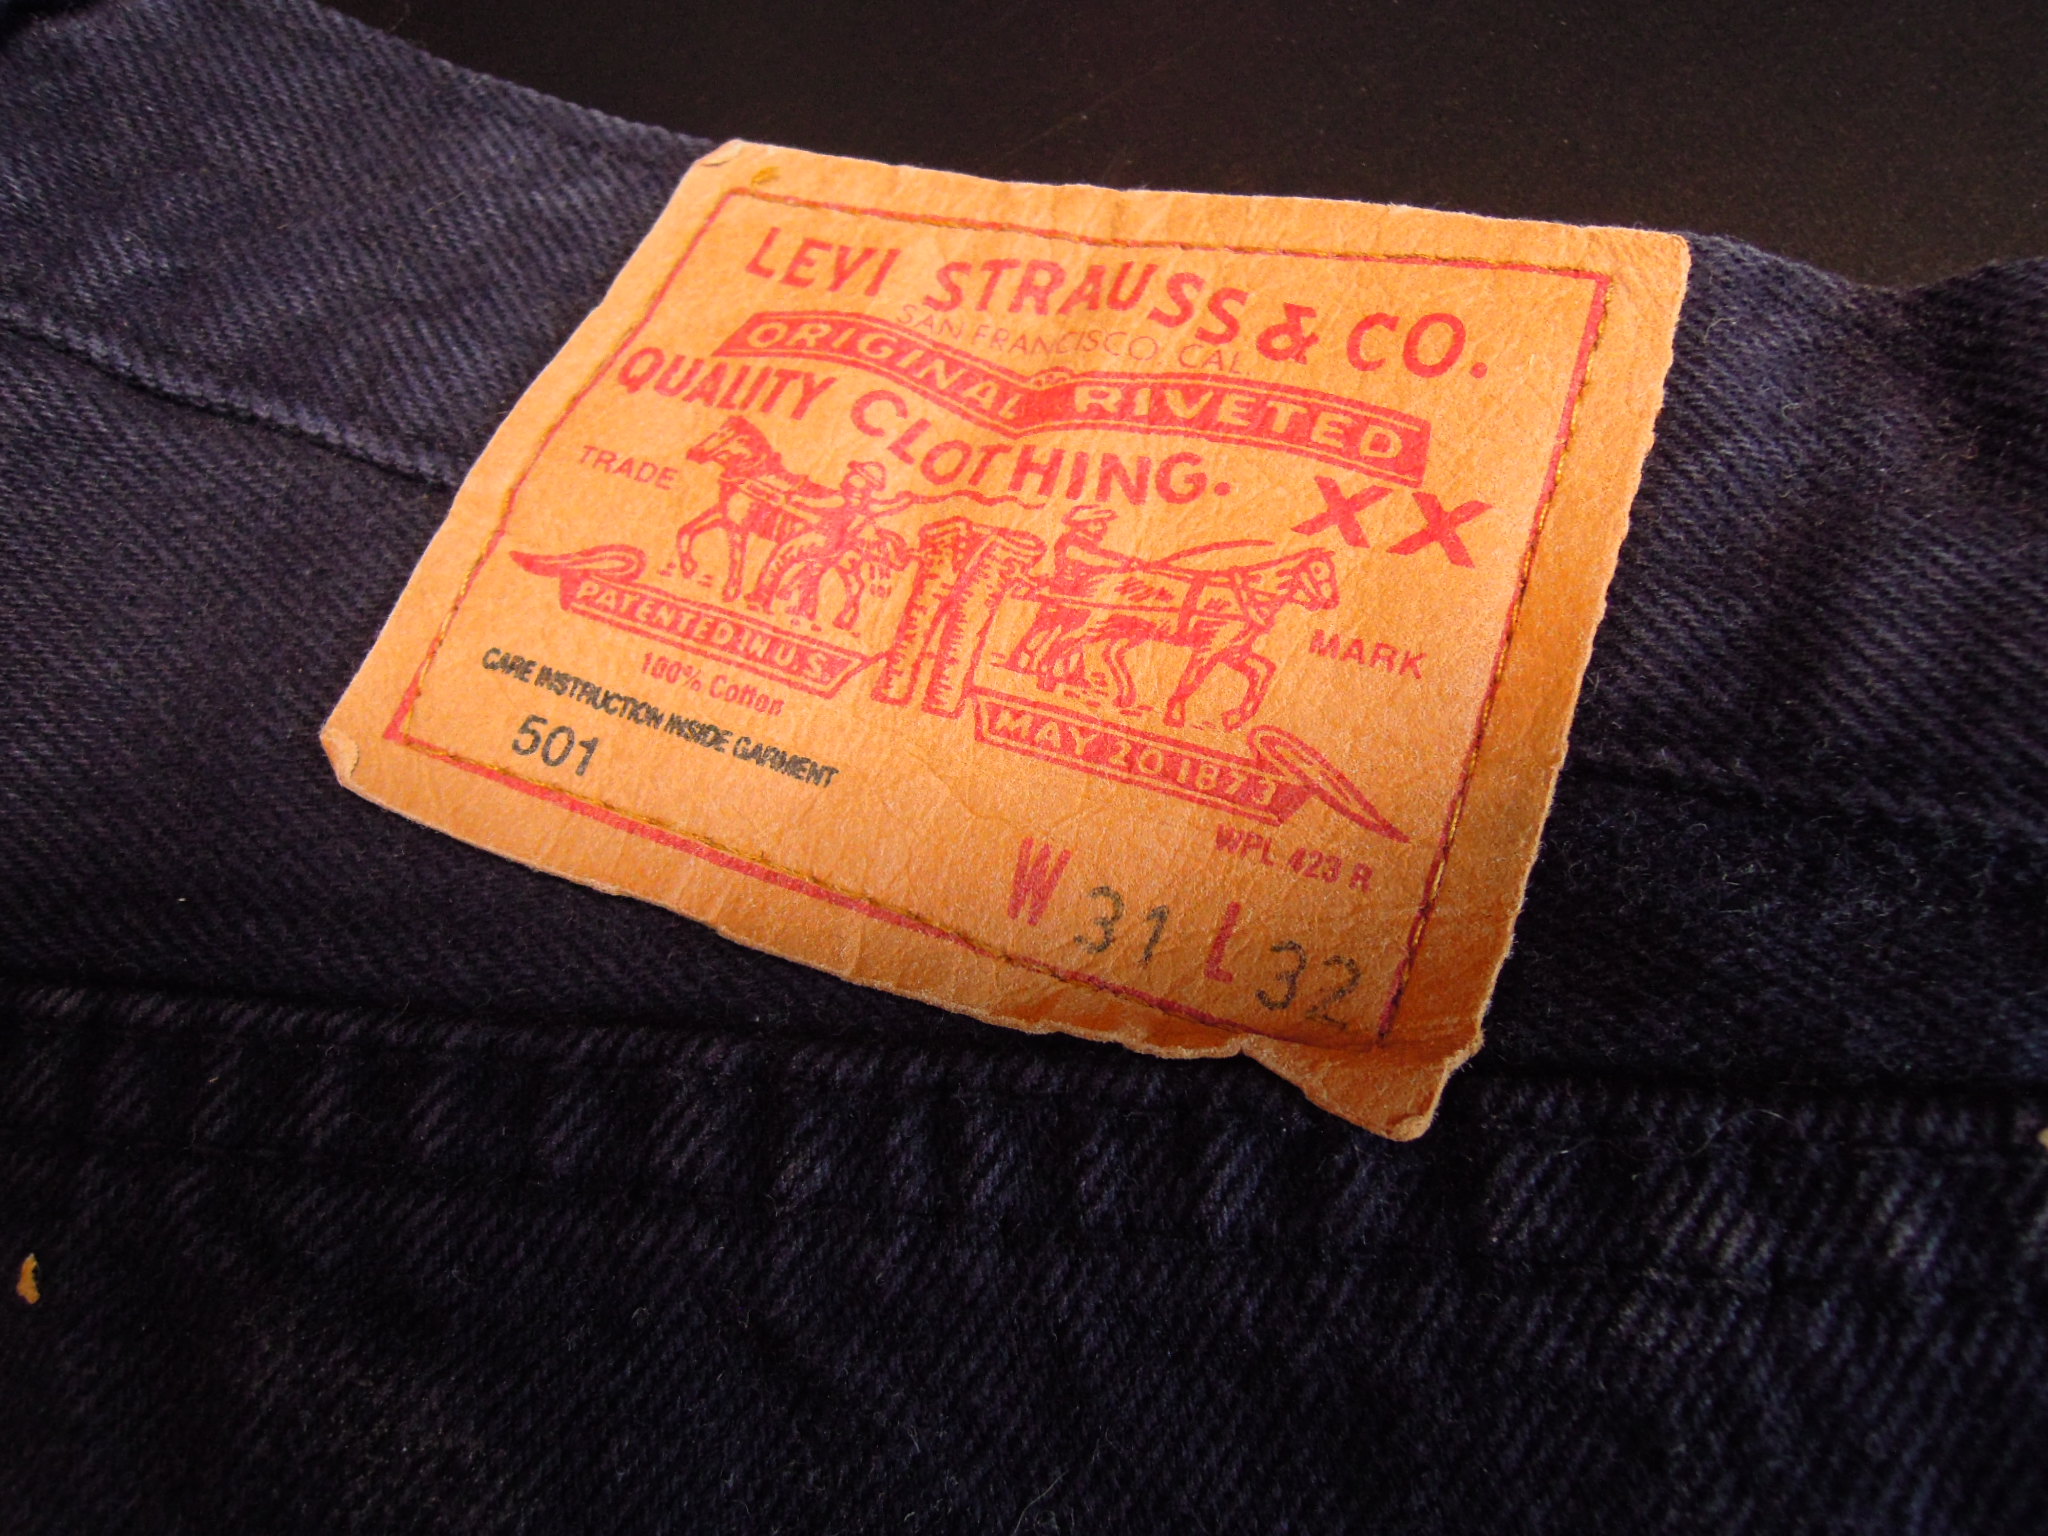 LEVI STRAUSS & CO.
SAN FRANCISCO CAL
ORIGINAL RIVETED
QUALITY CLOTHING.
XX
TRADE MARK
PATENTED IN U.S.
MAY 20 1873
100% Cotton
WPL 423 R
CARE INSTRUCTION INSIDE GARMENT
501
W 31 L 32